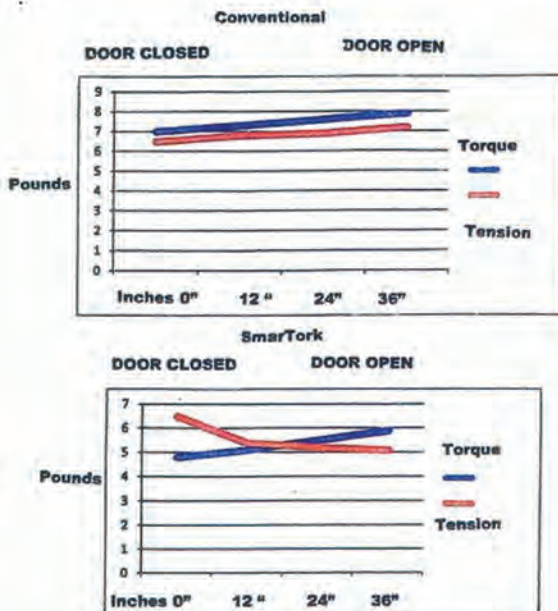 Conventional
DOOR CLOSED DOOR OPEN
9
8
7
6
5
4
3
2
1
0
Pounds
Torque
Tension
Inches 0" 12 " 24" 36"
SmarTork
DOOR CLOSED DOOR OPEN
7
6
5
4
3
2
1
0
Pounds
Torque
Tension
Inches 0" 12 " 24" 36"